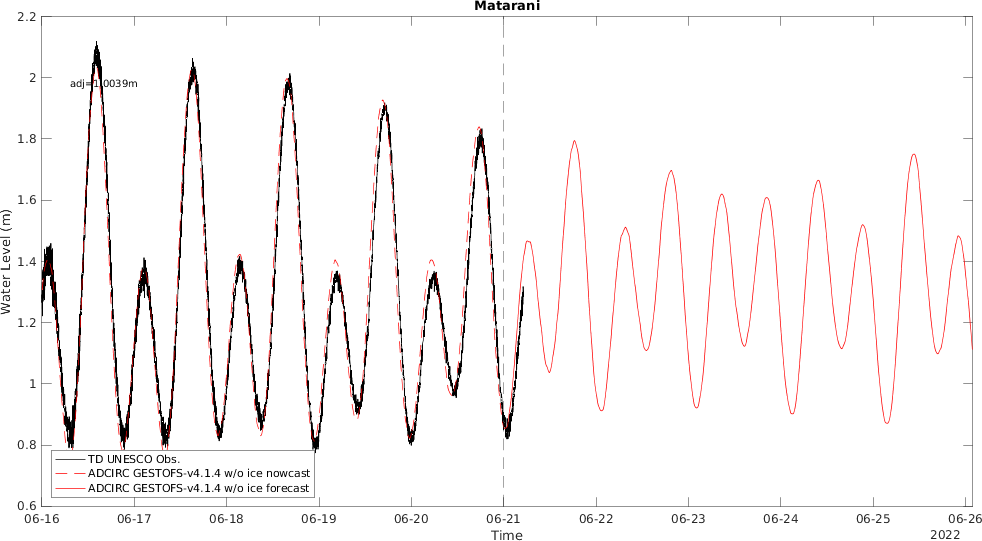 Matarani
2.2
2
1.8
1.6
1.4
1.2
1
0.8
0.6
Water Level (m)
adj=1.0039m
TD UNESCO Obs.
ADCIRC GESTOFS-v4.1.4 w/o ice nowcast
ADCIRC GESTOFS-v4.1.4 w/o ice forecast
06-16 06-17 06-18 06-19 06-20 06-21 06-22 06-23 06-24 06-25 06-26
Time
2022